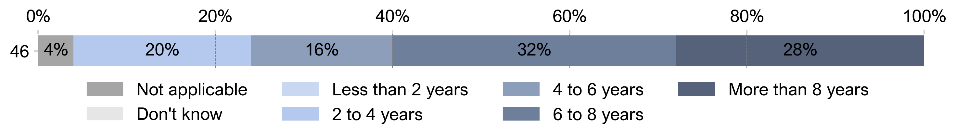 0% 20% 40% 60% 80% 100%
46 4% 20% 16% 32% 28%
Not applicable Less than 2 years 4 to 6 years More than 8 years
Don't know 2 to 4 years 6 to 8 years